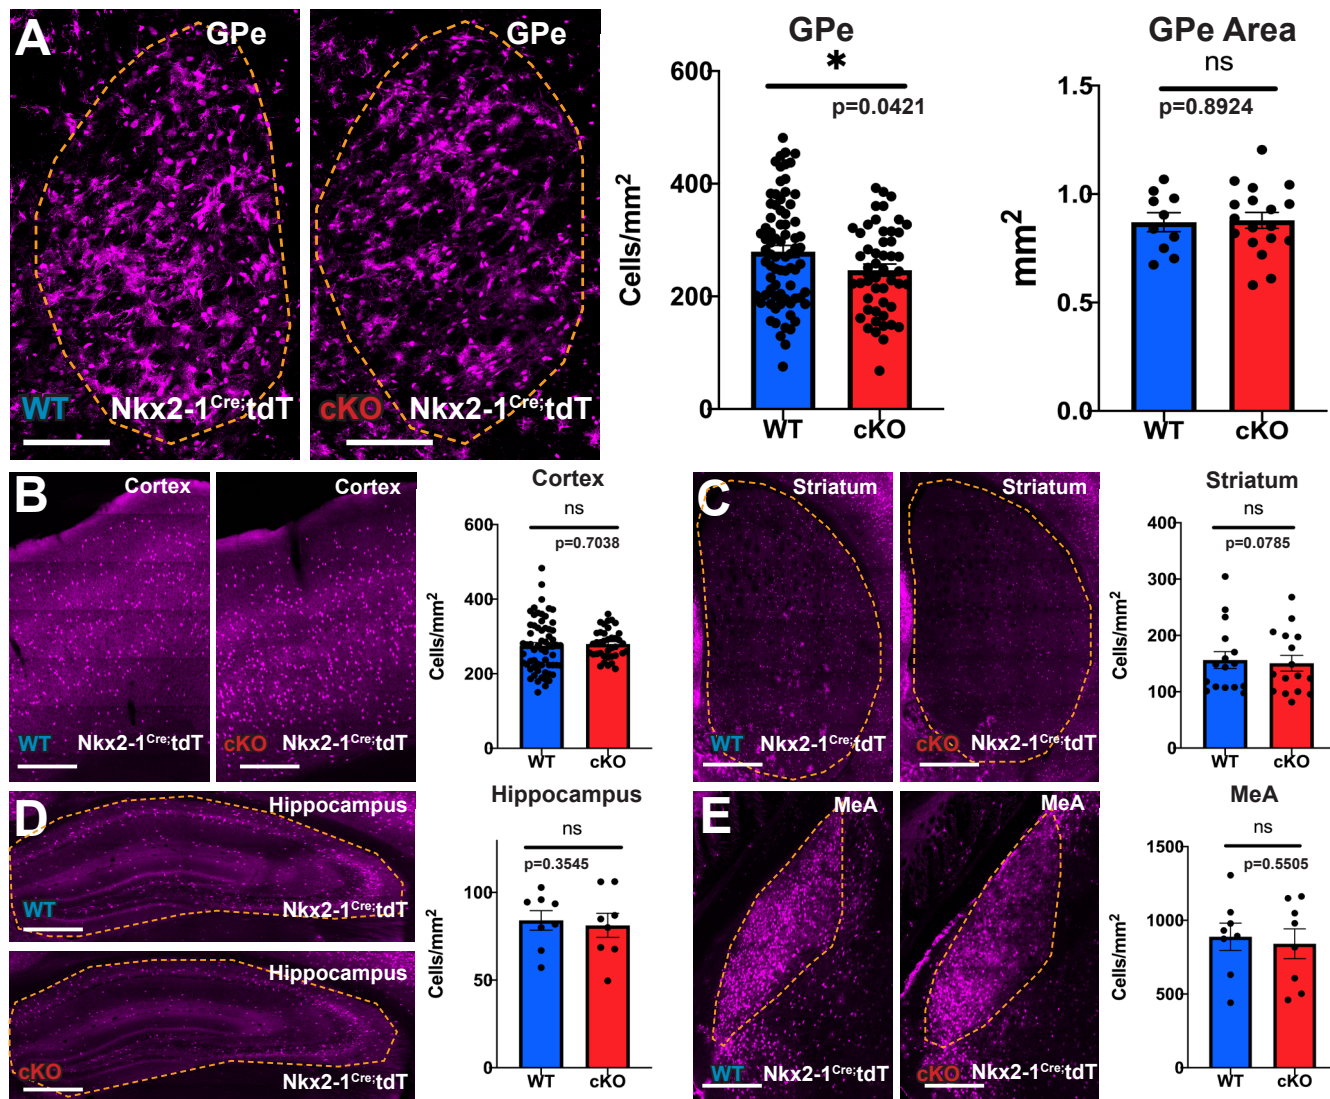 A
GPe
WT
Nkx2-1Cre;tdT
GPe
cKO
Nkx2-1Cre;tdT
GPe
*
p=0.0421
Cells/mm2
600
400
200
0
WT
cKO
GPe Area
ns
p=0.8924
mm2
1.5
1.0
0.5
0.0
WT
cKO
B
Cortex
WT
Nkx2-1Cre;tdT
Cortex
cKO
Nkx2-1Cre;tdT
Cortex
ns
p=0.7038
Cells/mm2
600
400
200
0
WT
cKO
C
Striatum
WT
Nkx2-1Cre;tdT
Striatum
cKO
Nkx2-1Cre;tdT
Striatum
ns
p=0.0785
Cells/mm2
400
300
200
100
0
WT
cKO
D
Hippocampus
WT
Nkx2-1Cre;tdT
Hippocampus
cKO
Nkx2-1Cre;tdT
Hippocampus
ns
p=0.3545
Cells/mm2
100
50
0
WT
cKO
E
MeA
WT
Nkx2-1Cre;tdT
MeA
cKO
Nkx2-1Cre;tdT
MeA
ns
p=0.5505
Cells/mm2
1500
1000
500
0
WT
cKO